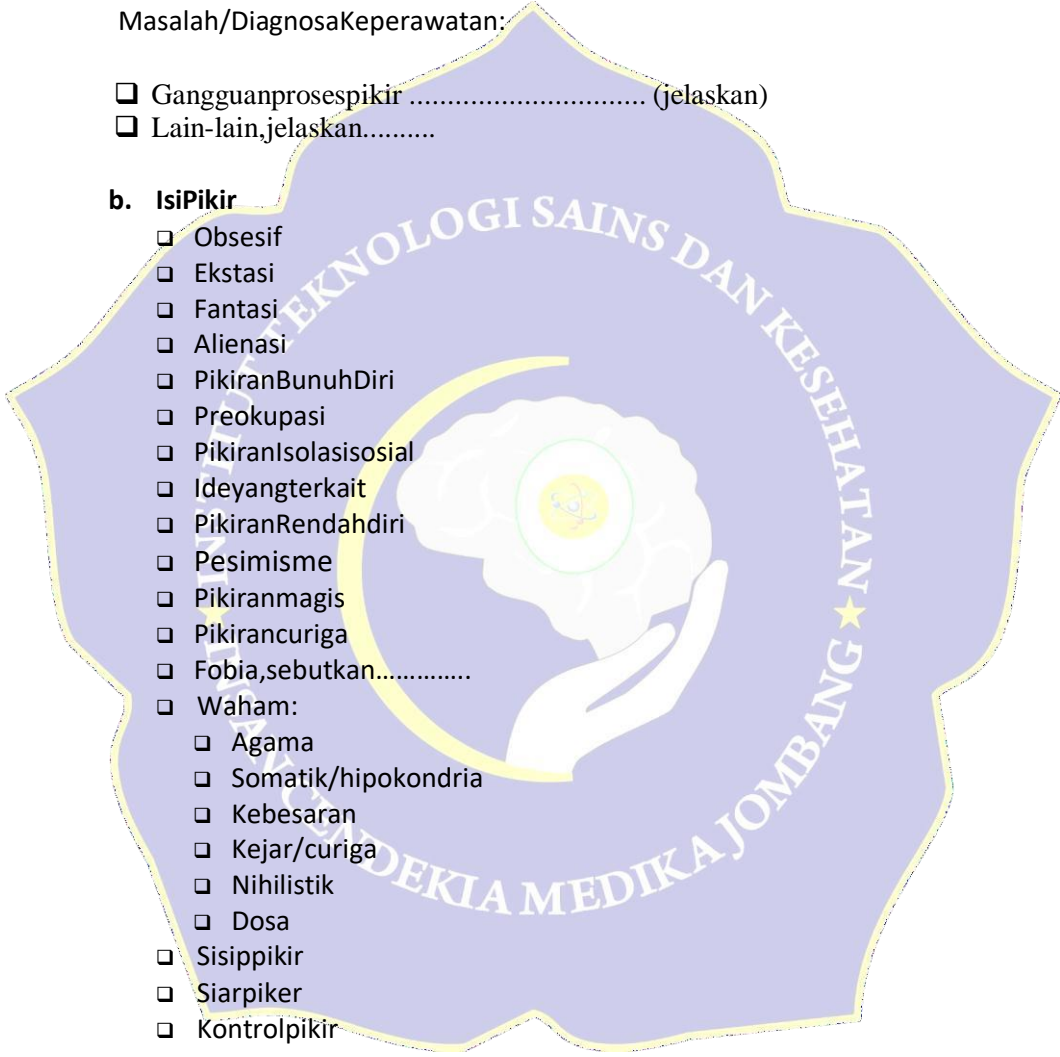 Masalah/DiagnosaKeperawatan:
❑ Gangguanprosespikir .............................. (jelaskan)
❑ Lain-lain,jelaskan..........
b. IsiPikir
❑ Obsesif
❑ Ekstasi
❑ Fantasi
❑ Alienasi
❑ PikiranBunuhDiri
❑ Preokupasi
❑ PikiranIsolasisosial
❑ Ideyangterkait
❑ PikiranRendahdiri
❑ Pesimisme
❑ Pikiranmagis
❑ Pikirancuriga
❑ Fobia,sebutkan…………..
❑ Waham:
❑ Agama
❑ Somatik/hipokondria
❑ Kebesaran
❑ Kejar/curiga
❑ Nihilistik
❑ Dosa
❑ Sisippikir
❑ Siarpiker
❑ Kontrolpikir
INSTITUT TEKNOLOGI SAINS DAN KESEHATAN
INSAN CENDEKIA MEDIKA JOMBANG